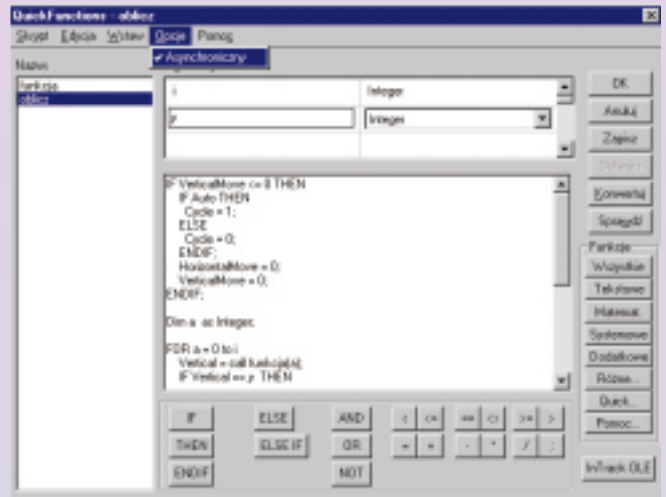 QuickFunctions - oblicz
Skrypt Edycja Wstaw Opcje Pomoc
Asynchroniczny
Nazwa
funkcja
oblicz
i Integer
Integer
OK
Anuluj
Zapisz
Konwertuj
Sprawdź
Funkcje
Wszystkie
Tekstowe
Matemat.
Systemowe
Dodatkowe
Różne...
Quick...
Pomoc...
InTrack OLE
IF VerticalMove <= 0 THEN
IF Auto THEN
Cycle = 1;
ELSE
Cycle = 0;
ENDIF;
HorizontalMove = 0;
VerticalMove = 0;
ENDIF;
Dim a as Integer;
FOR a = 0 to i
Vertical = call funkcja(a);
IF Vertical == THEN
IF ELSE AND < <= == <> >= >
THEN ELSE IF OR = + - * / ;
ENDIF NOT